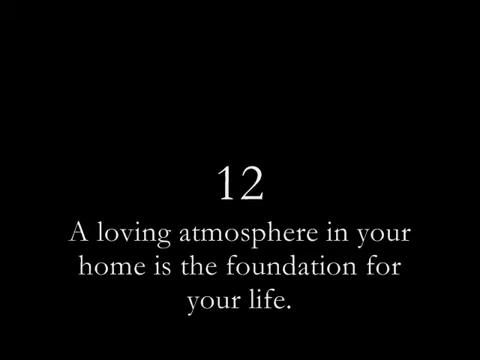 12
A loving atmosphere in your
home is the foundation for
your life.